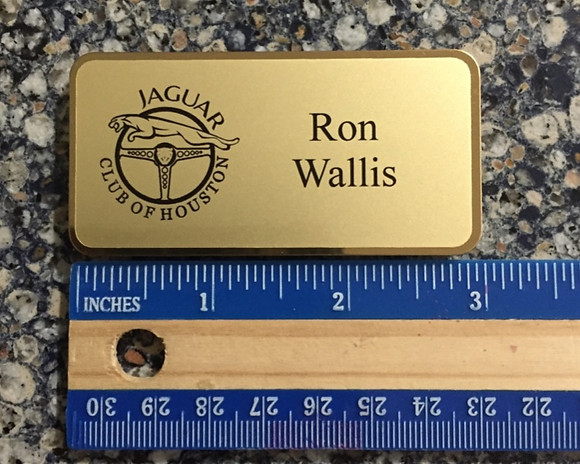 JAGUAR
CLUB OF HOUSTON
Ron
Wallis
INCHES 1 2 3
30 29 28 27 26 25 24 23 22